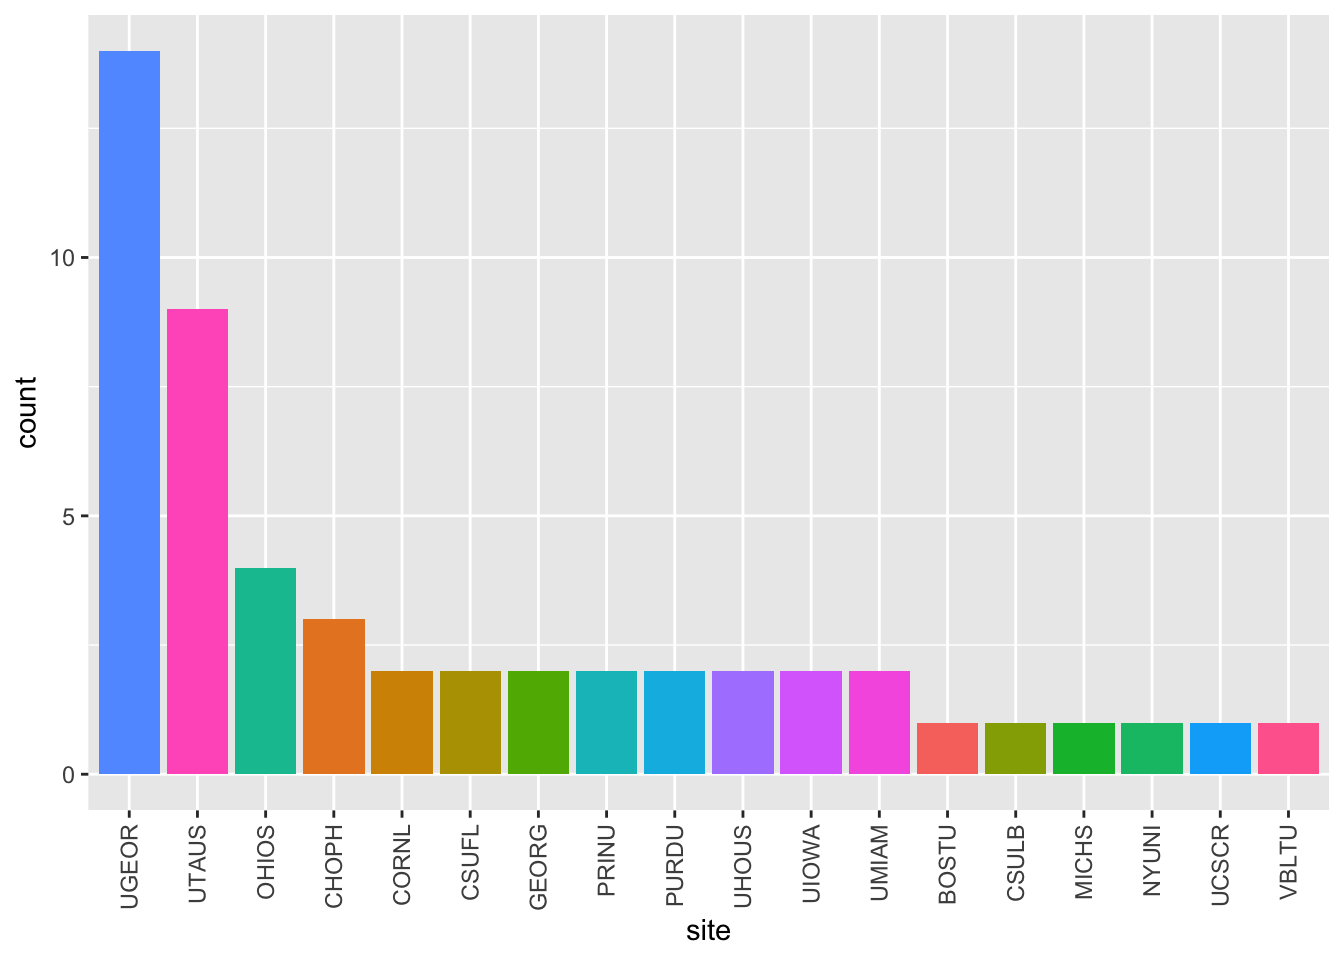 count
10
5
0
UGEOR
UTAUS
OHIOS
CHOPH
CORNL
CSUFL
GEORG
PRINU
PURDU
UHOUS
UIOWA
UMIAM
BOSTU
CSULB
MICHS
NYUNI
UCSCR
VBLTU
site